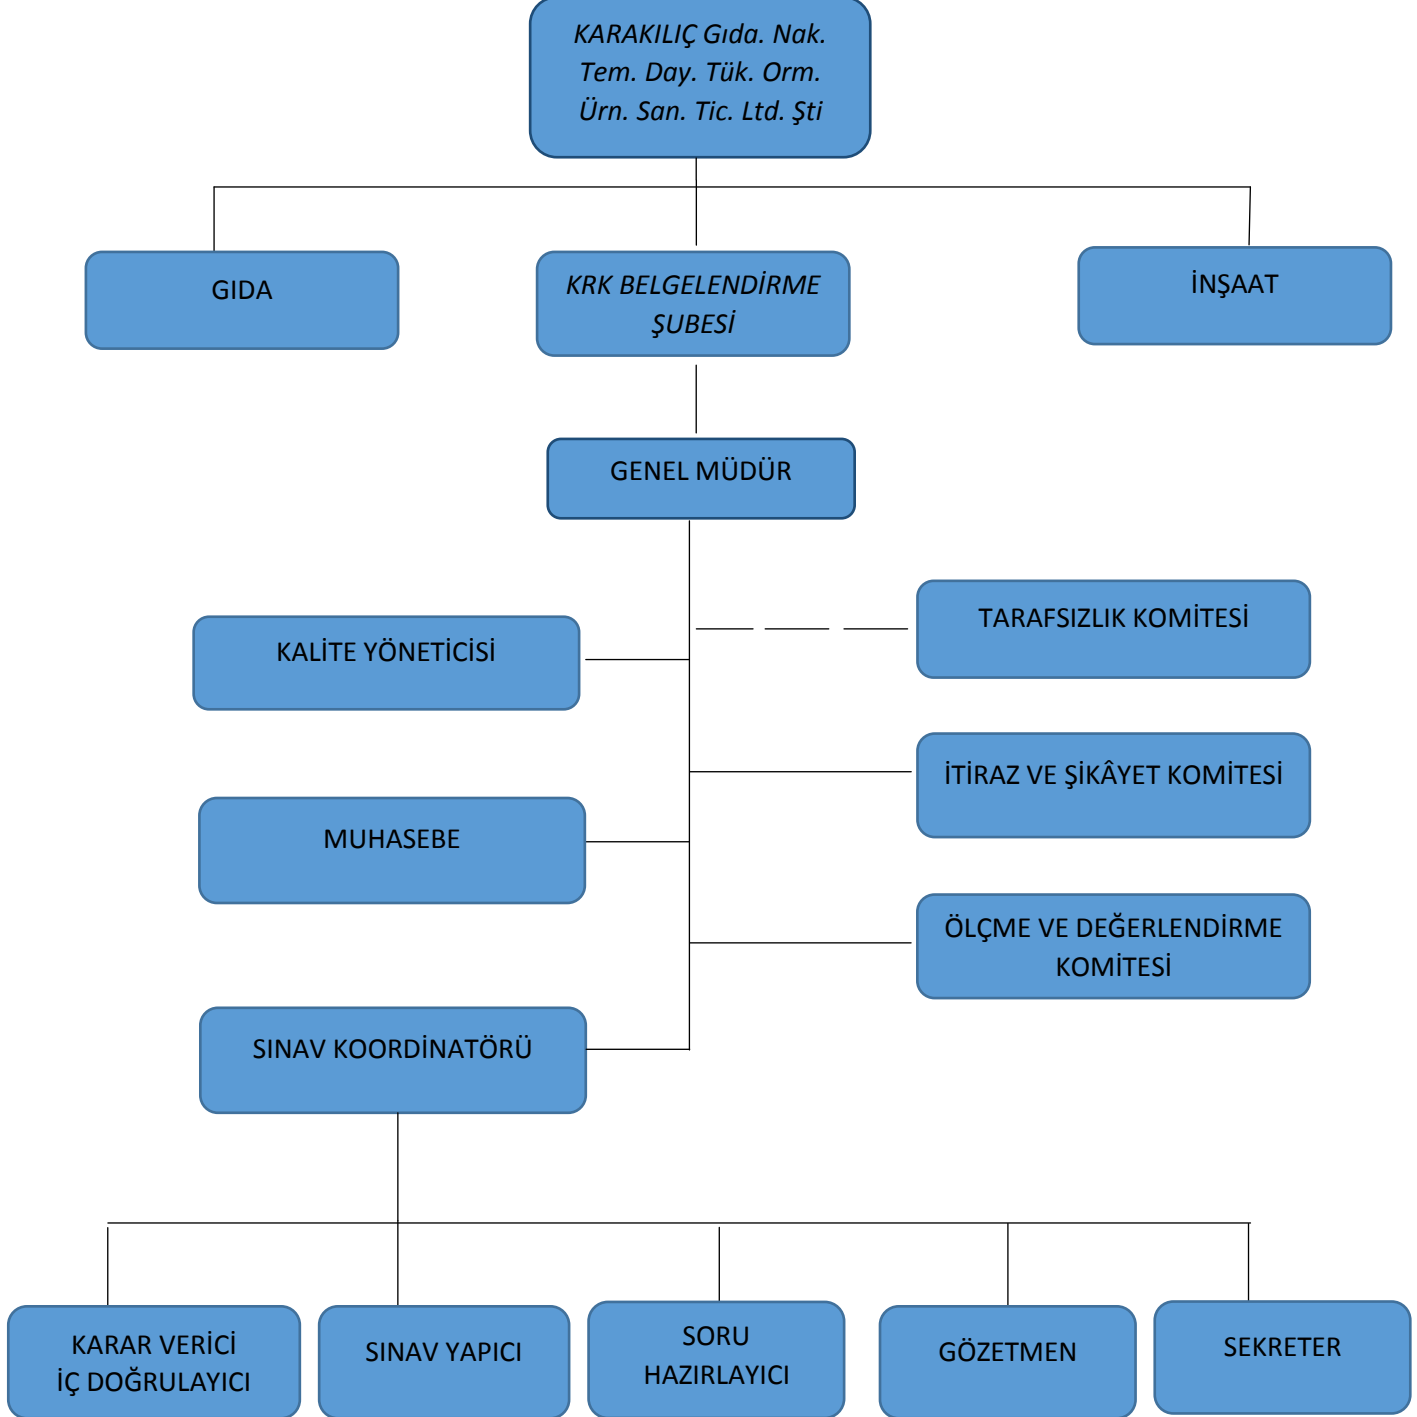 KARAKILIÇ Gıda. Nak.
Tem. Day. Tük. Orm.
Ürn. San. Tic. Ltd. Şti
GIDA
KRK BELGELENDİRME
ŞUBESİ
İNŞAAT
GENEL MÜDÜR
TARAFSIZLIK KOMİTESİ
KALİTE YÖNETİCİSİ
İTİRAZ VE ŞİKÂYET KOMİTESİ
MUHASEBE
ÖLÇME VE DEĞERLENDİRME
KOMİTESİ
SINAV KOORDİNATÖRÜ
KARAR VERİCİ
İÇ DOĞRULAYICI
SINAV YAPICI
SORU
HAZIRLAYICI
GÖZETMEN
SEKRETER